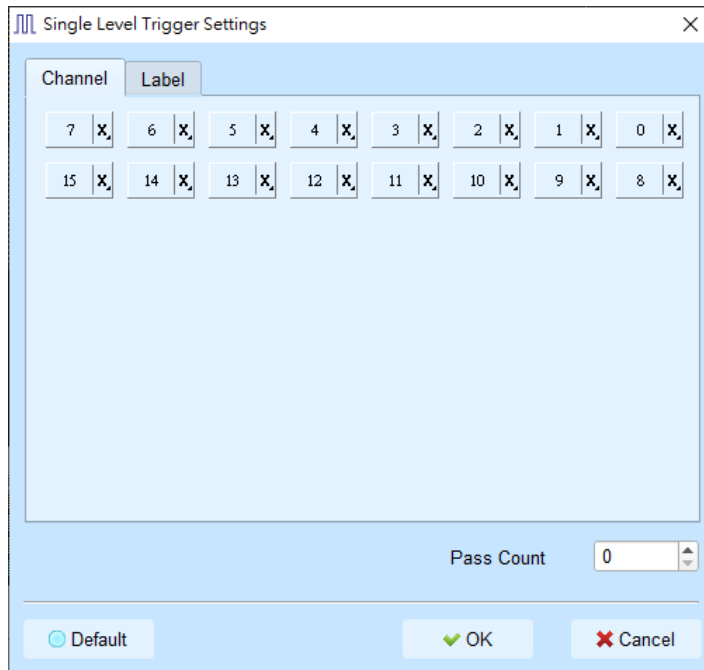 Single Level Trigger Settings
Channel Label
7 X 6 X 5 X 4 X 3 X 2 X 1 X 0 X
15 X 14 X 13 X 12 X 11 X 10 X 9 X 8 X
Pass Count 0
Default OK Cancel